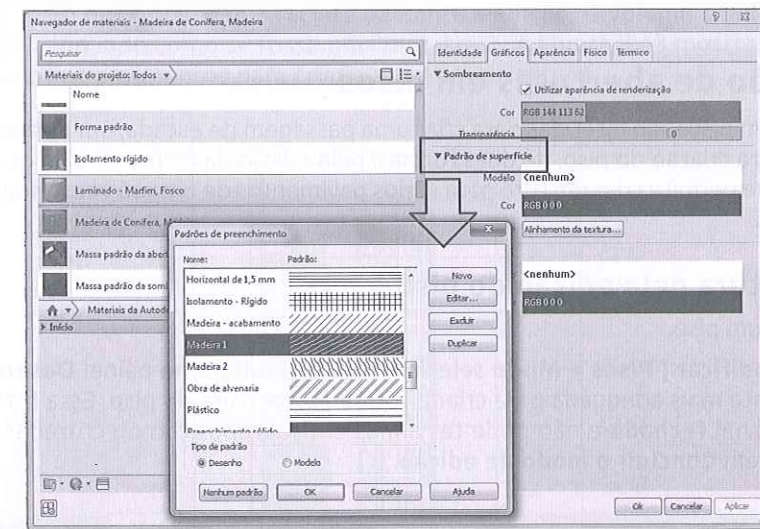 Navegador de materiais - Madeira de Conífera, Madeira
Pesquisar
Materiais do projeto: Todos
Nome
Forma padrão
Isolamento rígido
Laminado - Marfim, Fosco
Madeira de Conífera,
Massa padrão da
Massa padrão da
Materiais da
Início
Identidade Gráficos Aparência Físico Térmico
Sombreamento
Utilizar aparência de renderização
Cor RGB 144 113 62
Transparência 0
Padrão de superfície
Modelo <nenhum>
Cor RGB 0 0 0
Alinhamento da textura...
<nenhum>
RGB 0 0 0
Padrões de preenchimento
Nome: Padrão:
Horizontal de 1,5 mm
Isolamento - Rígido
Madeira - acabamento
Madeira 1
Madeira 2
Obra de alvenaria
Plástico
Preenchimento sólido
Novo
Editar...
Excluir
Duplicar
Tipo de padrão
Desenho Modelo
Nenhum padrão OK Cancelar Ajuda
Ok Cancelar Aplicar